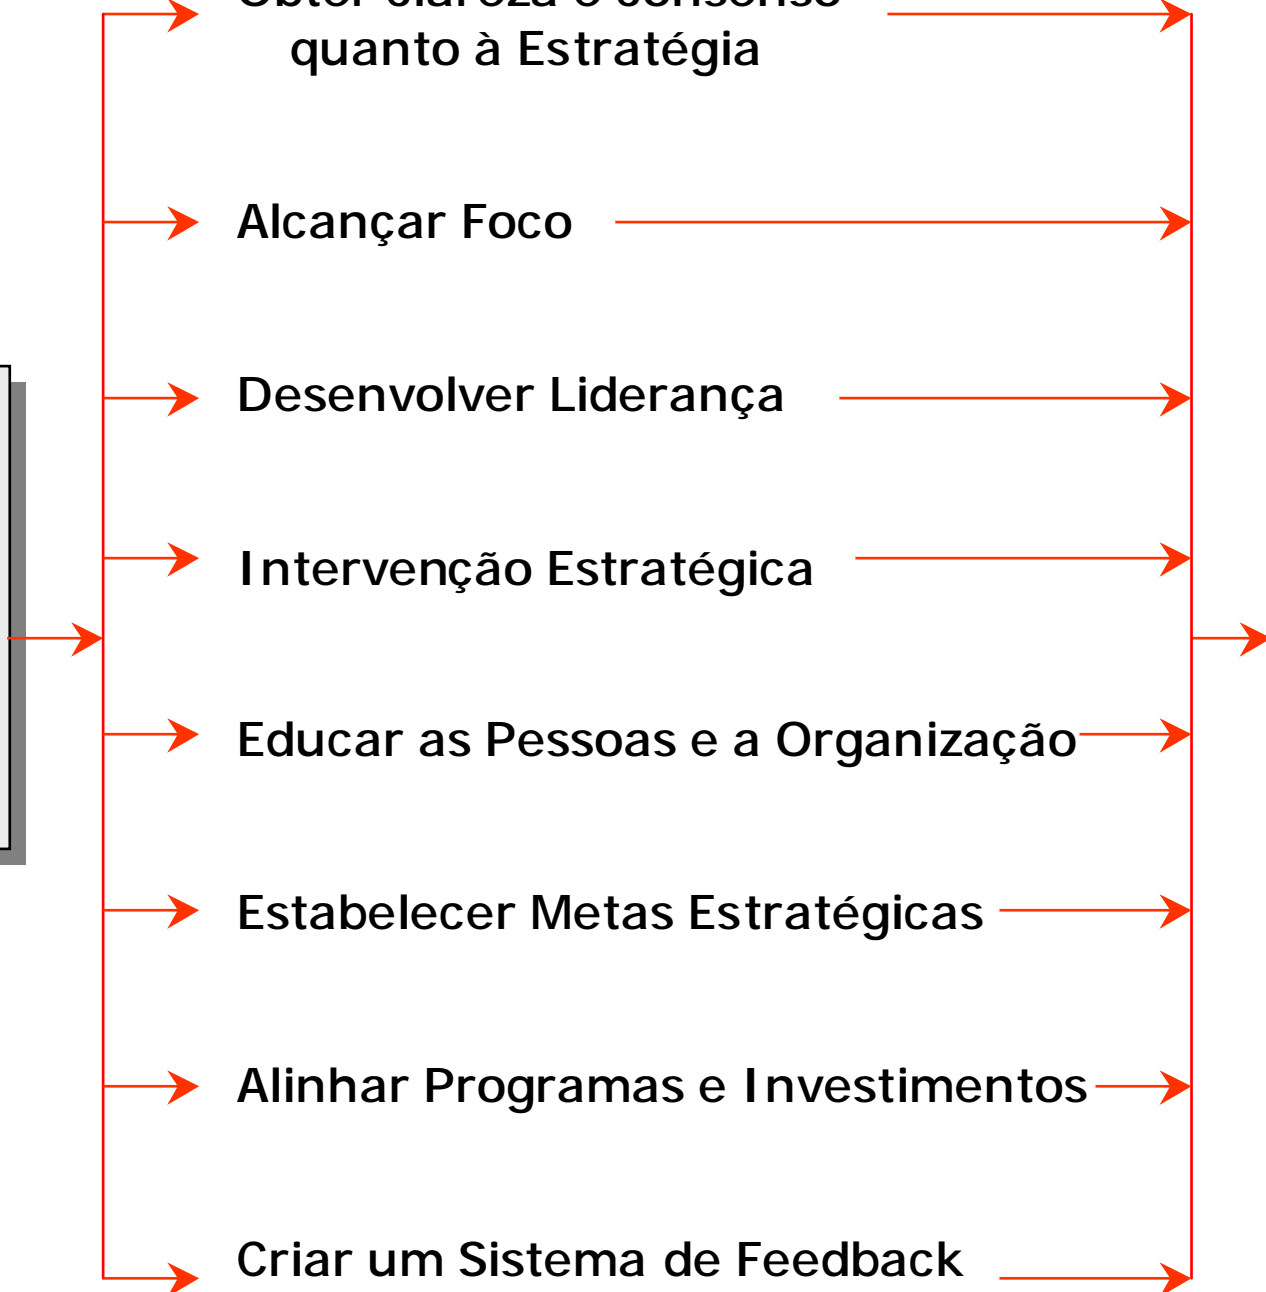 quanto à Estratégia
Alcançar Foco
Desenvolver Liderança
Intervenção Estratégica
Educar as Pessoas e a Organização
Estabelecer Metas Estratégicas
Alinhar Programas e Investimentos
Criar um Sistema de Feedback